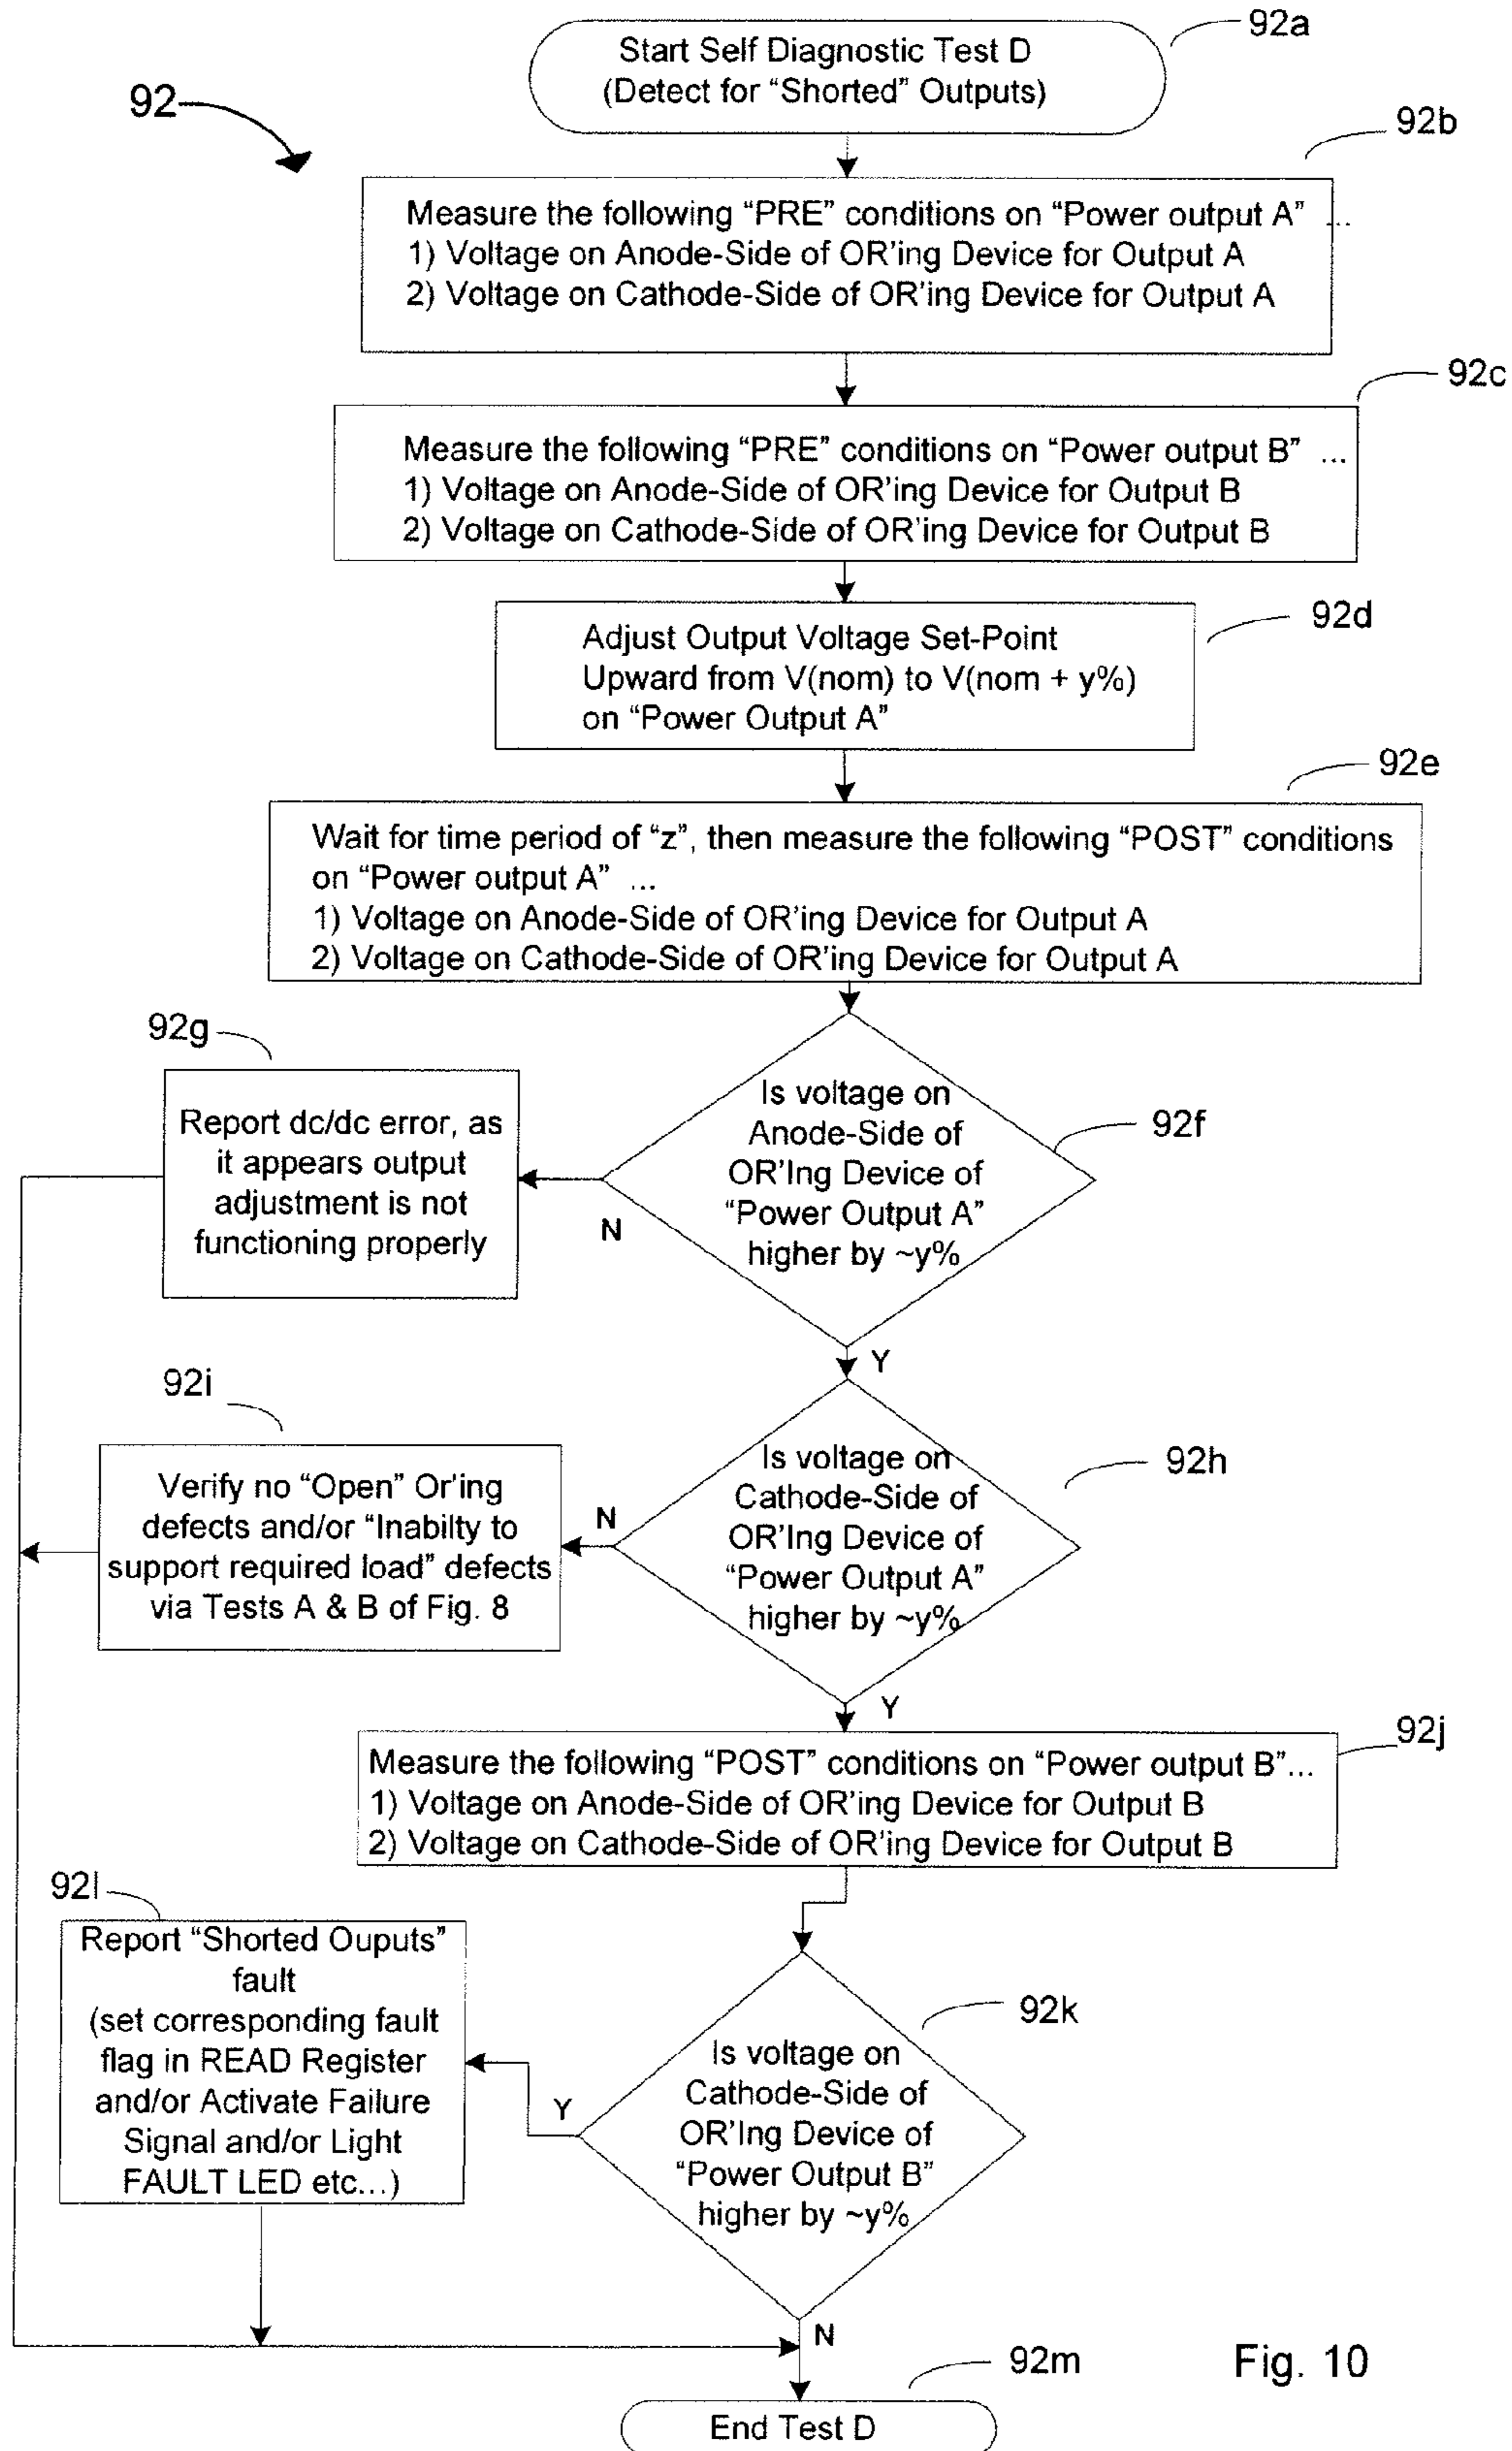 92a
Start Self Diagnostic Test D
(Detect for “Shorted” Outputs)
92
92b
Measure the following “PRE” conditions on “Power output A” ...
1) Voltage on Anode-Side of OR’ing Device for Output A
2) Voltage on Cathode-Side of OR’ing Device for Output A
92c
Measure the following “PRE” conditions on “Power output B” ...
1) Voltage on Anode-Side of OR’ing Device for Output B
2) Voltage on Cathode-Side of OR’ing Device for Output B
92d
Adjust Output Voltage Set-Point
Upward from V(nom) to V(nom + y%)
on “Power Output A”
92e
Wait for time period of “z”, then measure the following “POST” conditions
on “Power output A” ...
1) Voltage on Anode-Side of OR’ing Device for Output A
2) Voltage on Cathode-Side of OR’ing Device for Output A
92g
Report dc/dc error, as
it appears output
adjustment is not
functioning properly
N
Is voltage on
Anode-Side of
OR’Ing Device of
“Power Output A”
higher by ~y%
92f
Y
92i
Verify no “Open” Or’ing
defects and/or “Inabilty to
support required load” defects
via Tests A & B of Fig. 8
N
Is voltage on
Cathode-Side of
OR’Ing Device of
“Power Output A”
higher by ~y%
92h
Y
92j
Measure the following “POST” conditions on “Power output B”...
1) Voltage on Anode-Side of OR’ing Device for Output B
2) Voltage on Cathode-Side of OR’ing Device for Output B
92l
Report “Shorted Ouputs”
fault
(set corresponding fault
flag in READ Register
and/or Activate Failure
Signal and/or Light
FAULT LED etc...)
Y
Is voltage on
Cathode-Side of
OR’Ing Device of
“Power Output B”
higher by ~y%
92k
N
92m
End Test D
Fig. 10